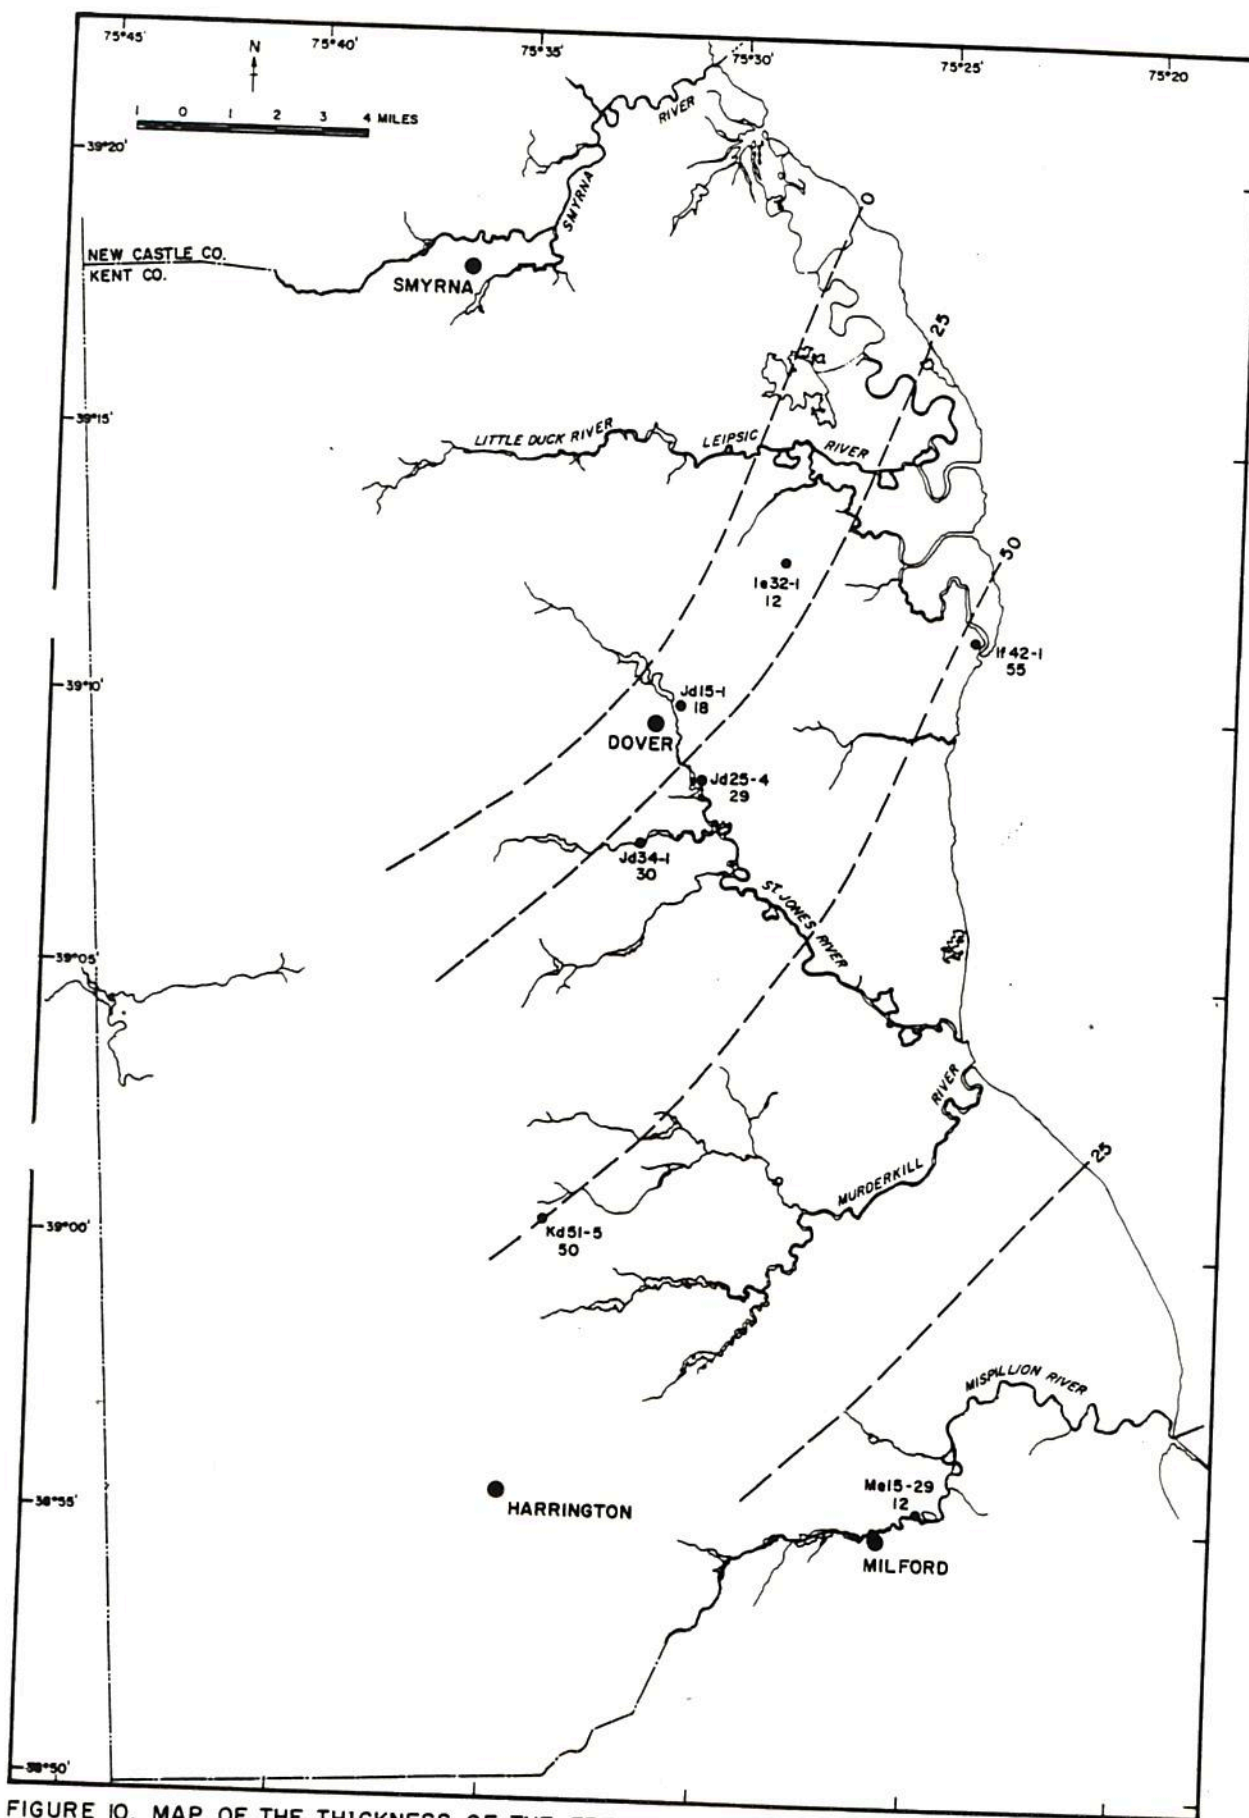 75°45'
75°40'
75°35'
75°30'
75°25'
75°20'
N
1 0 1 2 3 4 MILES
39°20'
RIVER
SMYRNA
0
NEW CASTLE CO.
KENT CO.
SMYRNA
25
39°15'
LITTLE DUCK RIVER
LEIPSIC RIVER
50
Ie32-1
12
If42-1
55
39°10'
Jd15-1
18
DOVER
Jd25-4
29
Jd34-1
30
ST. JONES RIVER
39°05'
MURDERKILL RIVER
25
39°00'
Kd51-5
50
MISPILLION RIVER
38°55'
HARRINGTON
Me15-29
12
MILFORD
38°50'
FIGURE 10. MAP OF THE THICKNESS OF THE